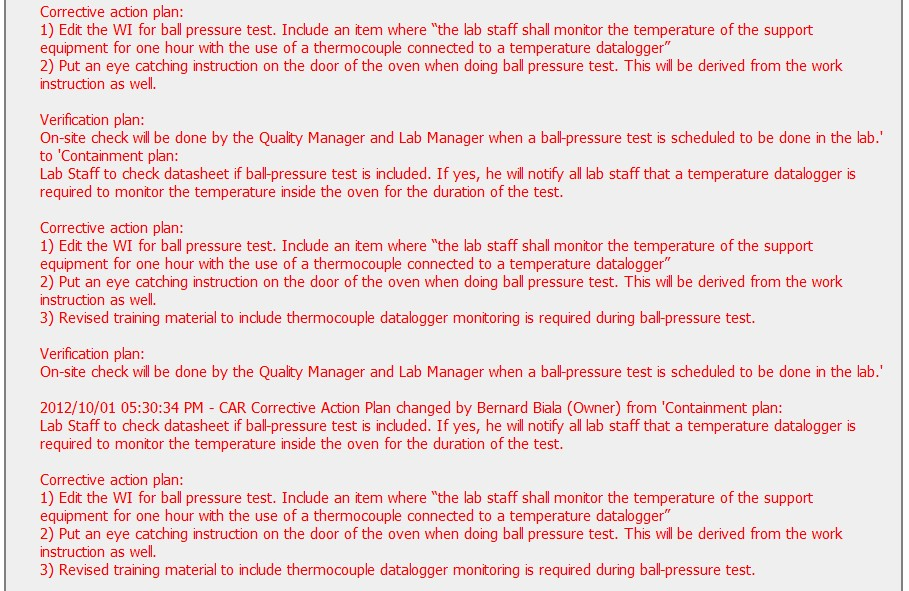 Corrective action plan:
1) Edit the WI for ball pressure test. Include an item where “the lab staff shall monitor the temperature of the support
equipment for one hour with the use of a thermocouple connected to a temperature datalogger”
2) Put an eye catching instruction on the door of the oven when doing ball pressure test. This will be derived from the work
instruction as well.
Verification plan:
On-site check will be done by the Quality Manager and Lab Manager when a ball-pressure test is scheduled to be done in the lab.'
to 'Containment plan:
Lab Staff to check datasheet if ball-pressure test is included. If yes, he will notify all lab staff that a temperature datalogger is
required to monitor the temperature inside the oven for the duration of the test.
Corrective action plan:
1) Edit the WI for ball pressure test. Include an item where “the lab staff shall monitor the temperature of the support
equipment for one hour with the use of a thermocouple connected to a temperature datalogger”
2) Put an eye catching instruction on the door of the oven when doing ball pressure test. This will be derived from the work
instruction as well.
3) Revised training material to include thermocouple datalogger monitoring is required during ball-pressure test.
Verification plan:
On-site check will be done by the Quality Manager and Lab Manager when a ball-pressure test is scheduled to be done in the lab.'
2012/10/01 05:30:34 PM - CAR Corrective Action Plan changed by Bernard Biala (Owner) from 'Containment plan:
Lab Staff to check datasheet if ball-pressure test is included. If yes, he will notify all lab staff that a temperature datalogger is
required to monitor the temperature inside the oven for the duration of the test.
Corrective action plan:
1) Edit the WI for ball pressure test. Include an item where “the lab staff shall monitor the temperature of the support
equipment for one hour with the use of a thermocouple connected to a temperature datalogger”
2) Put an eye catching instruction on the door of the oven when doing ball pressure test. This will be derived from the work
instruction as well.
3) Revised training material to include thermocouple datalogger monitoring is required during ball-pressure test.